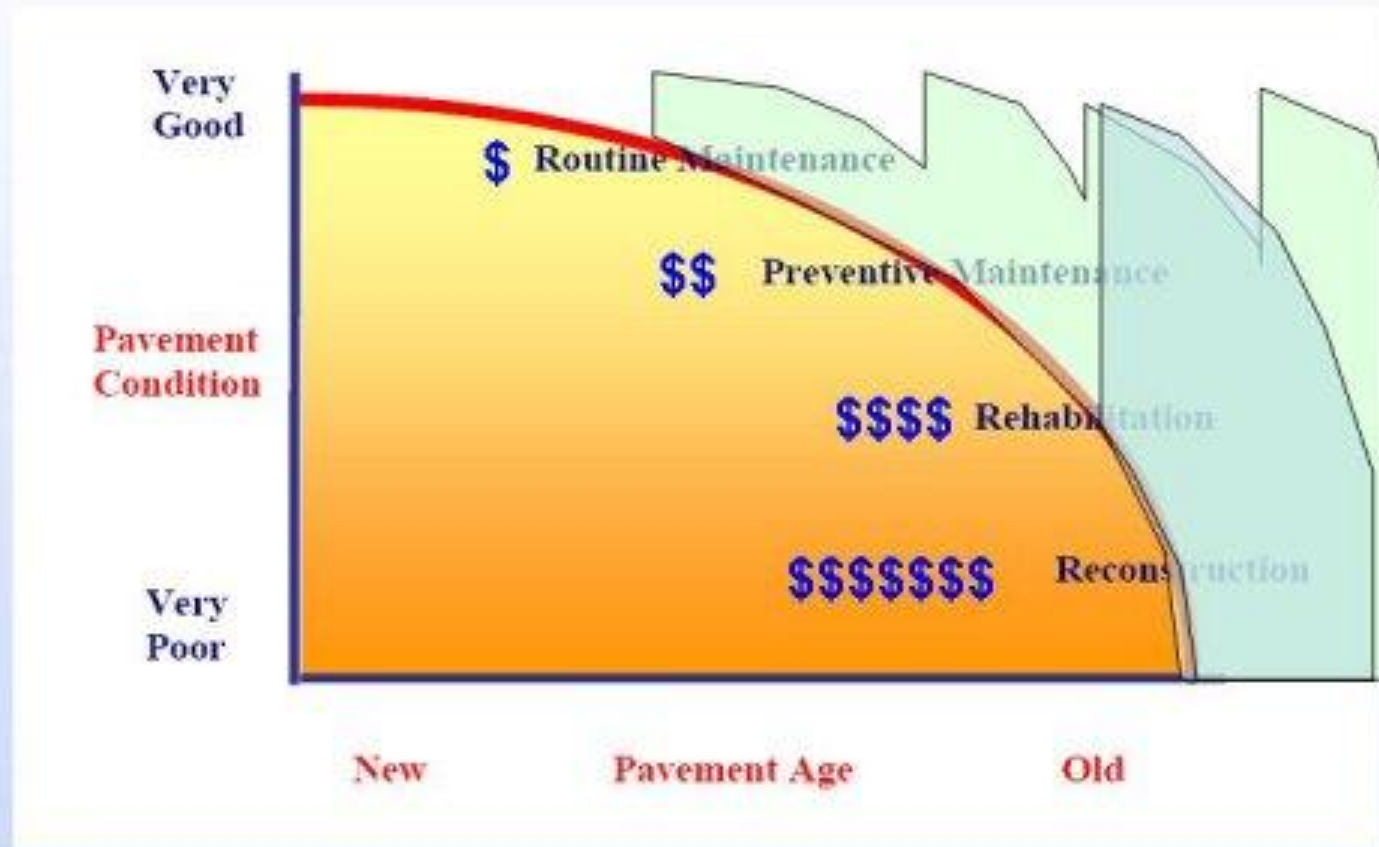 Very
Good
$ Routine Maintenance
$$ Preventive Maintenance
Pavement
Condition
$$$$ Rehabilitation
$$$$$$$ Reconstruction
Very
Poor
New Pavement Age Old